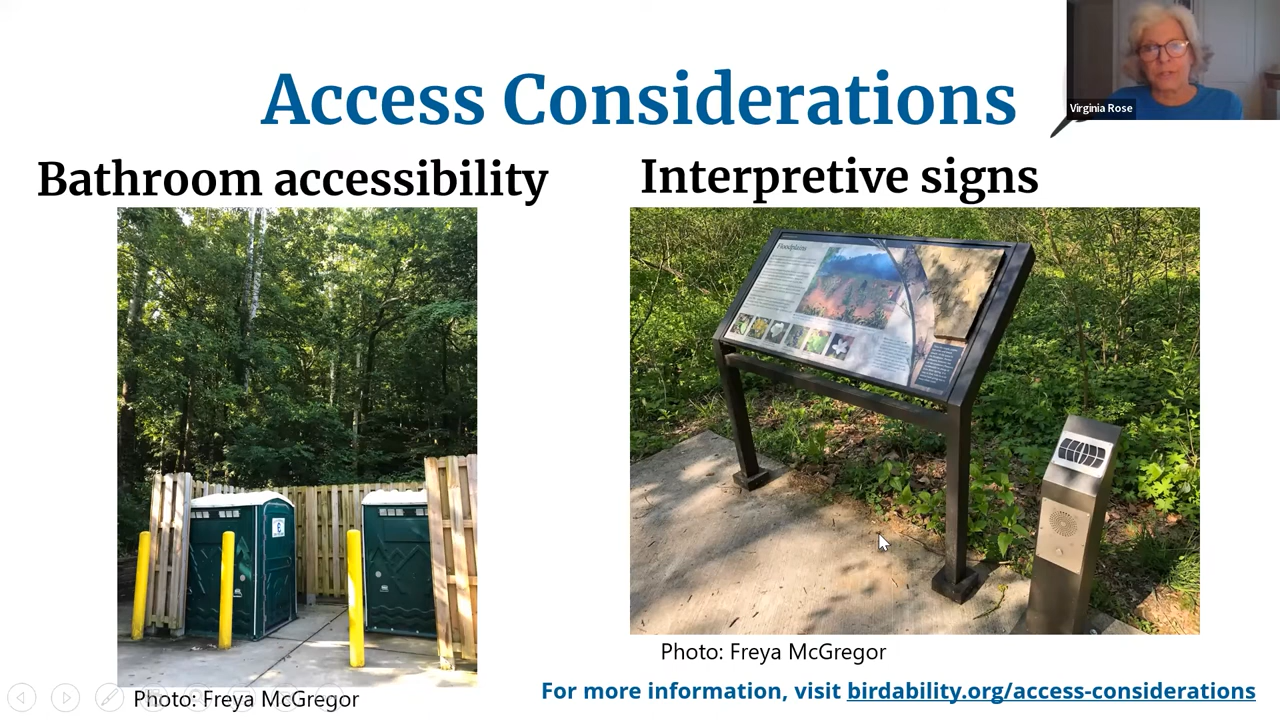 Access Considerations
Virginia Rose
Bathroom accessibility
Interpretive signs
Floodplains
Photo: Freya McGregor
Photo: Freya McGregor
For more information, visit birdability.org/access-considerations